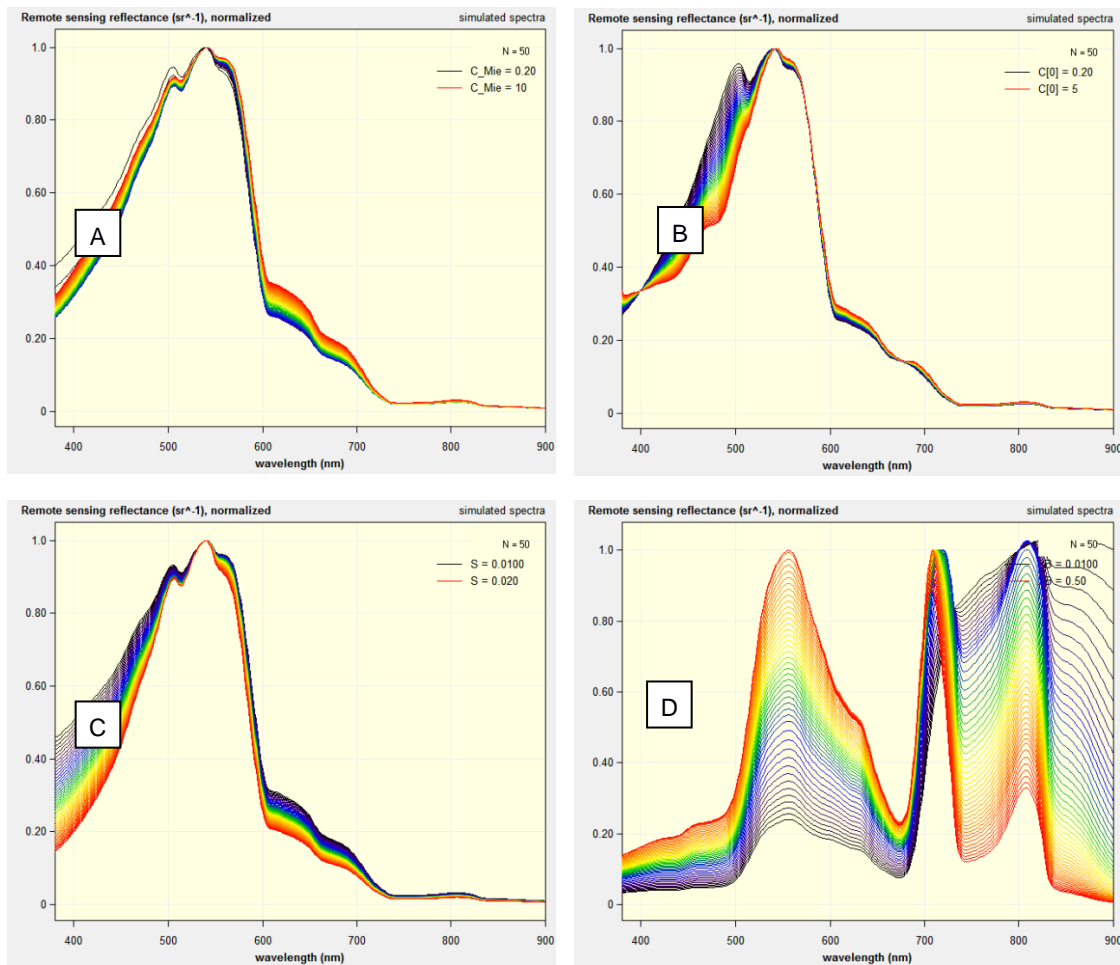 Remote sensing reflectance (sr^-1), normalized simulated spectra
N = 50
C_Mie = 0.20
C_Mie = 10
1.0
0.80
0.60
0.40
0.20
0
A
400 500 600 700 800 900
wavelength (nm)
Remote sensing reflectance (sr^-1), normalized simulated spectra
N = 50
C[0] = 0.20
C[0] = 5
1.0
0.80
0.60
0.40
0.20
0
B
400 500 600 700 800 900
wavelength (nm)
Remote sensing reflectance (sr^-1), normalized simulated spectra
N = 50
S = 0.0100
S = 0.020
1.0
0.80
0.60
0.40
0.20
0
C
400 500 600 700 800 900
wavelength (nm)
Remote sensing reflectance (sr^-1), normalized simulated spectra
N = 50
= 0.0100
= 0.50
1.0
0.80
0.60
0.40
0.20
0
D
400 500 600 700 800 900
wavelength (nm)